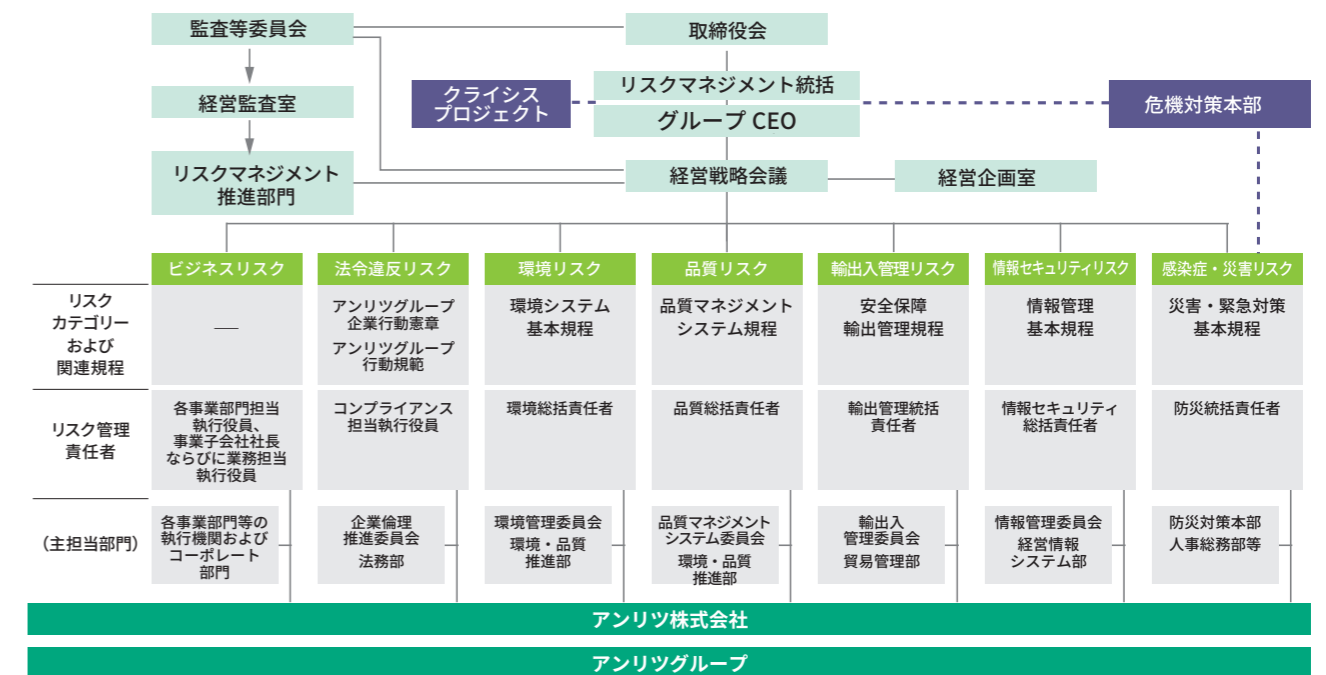 監査等委員会
取締役会
リスクマネジメント統括
クライシス
プロジェクト
危機対策本部
経営監査室
グループ CEO
リスクマネジメント
推進部門
経営戦略会議
経営企画室
ビジネスリスク
法令違反リスク
環境リスク
品質リスク
輸出入管理リスク
情報セキュリティリスク
感染症・災害リスク
リスク
カテゴリー
および
関連規程
―
アンリツグループ
企業行動憲章
アンリツグループ
行動規範
環境システム
基本規程
品質マネジメント
システム規程
安全保障
輸出管理規程
情報管理
基本規程
災害・緊急対策
基本規程
リスク管理
責任者
各事業部門担当
執行役員、
事業子会社社長
ならびに業務担当
執行役員
コンプライアンス
担当執行役員
環境総括責任者
品質総括責任者
輸出管理統括
責任者
情報セキュリティ
総括責任者
防災統括責任者
（主担当部門）
各事業部門等の
執行機関および
コーポレート
部門
企業倫理
推進委員会
法務部
環境管理委員会
環境・品質
推進部
品質マネジメント
システム委員会
環境・品質
推進部
輸出入
管理委員会
貿易管理部
情報管理委員会
経営情報
システム部
防災対策本部
人事総務部等
アンリツ株式会社
アンリツグループ